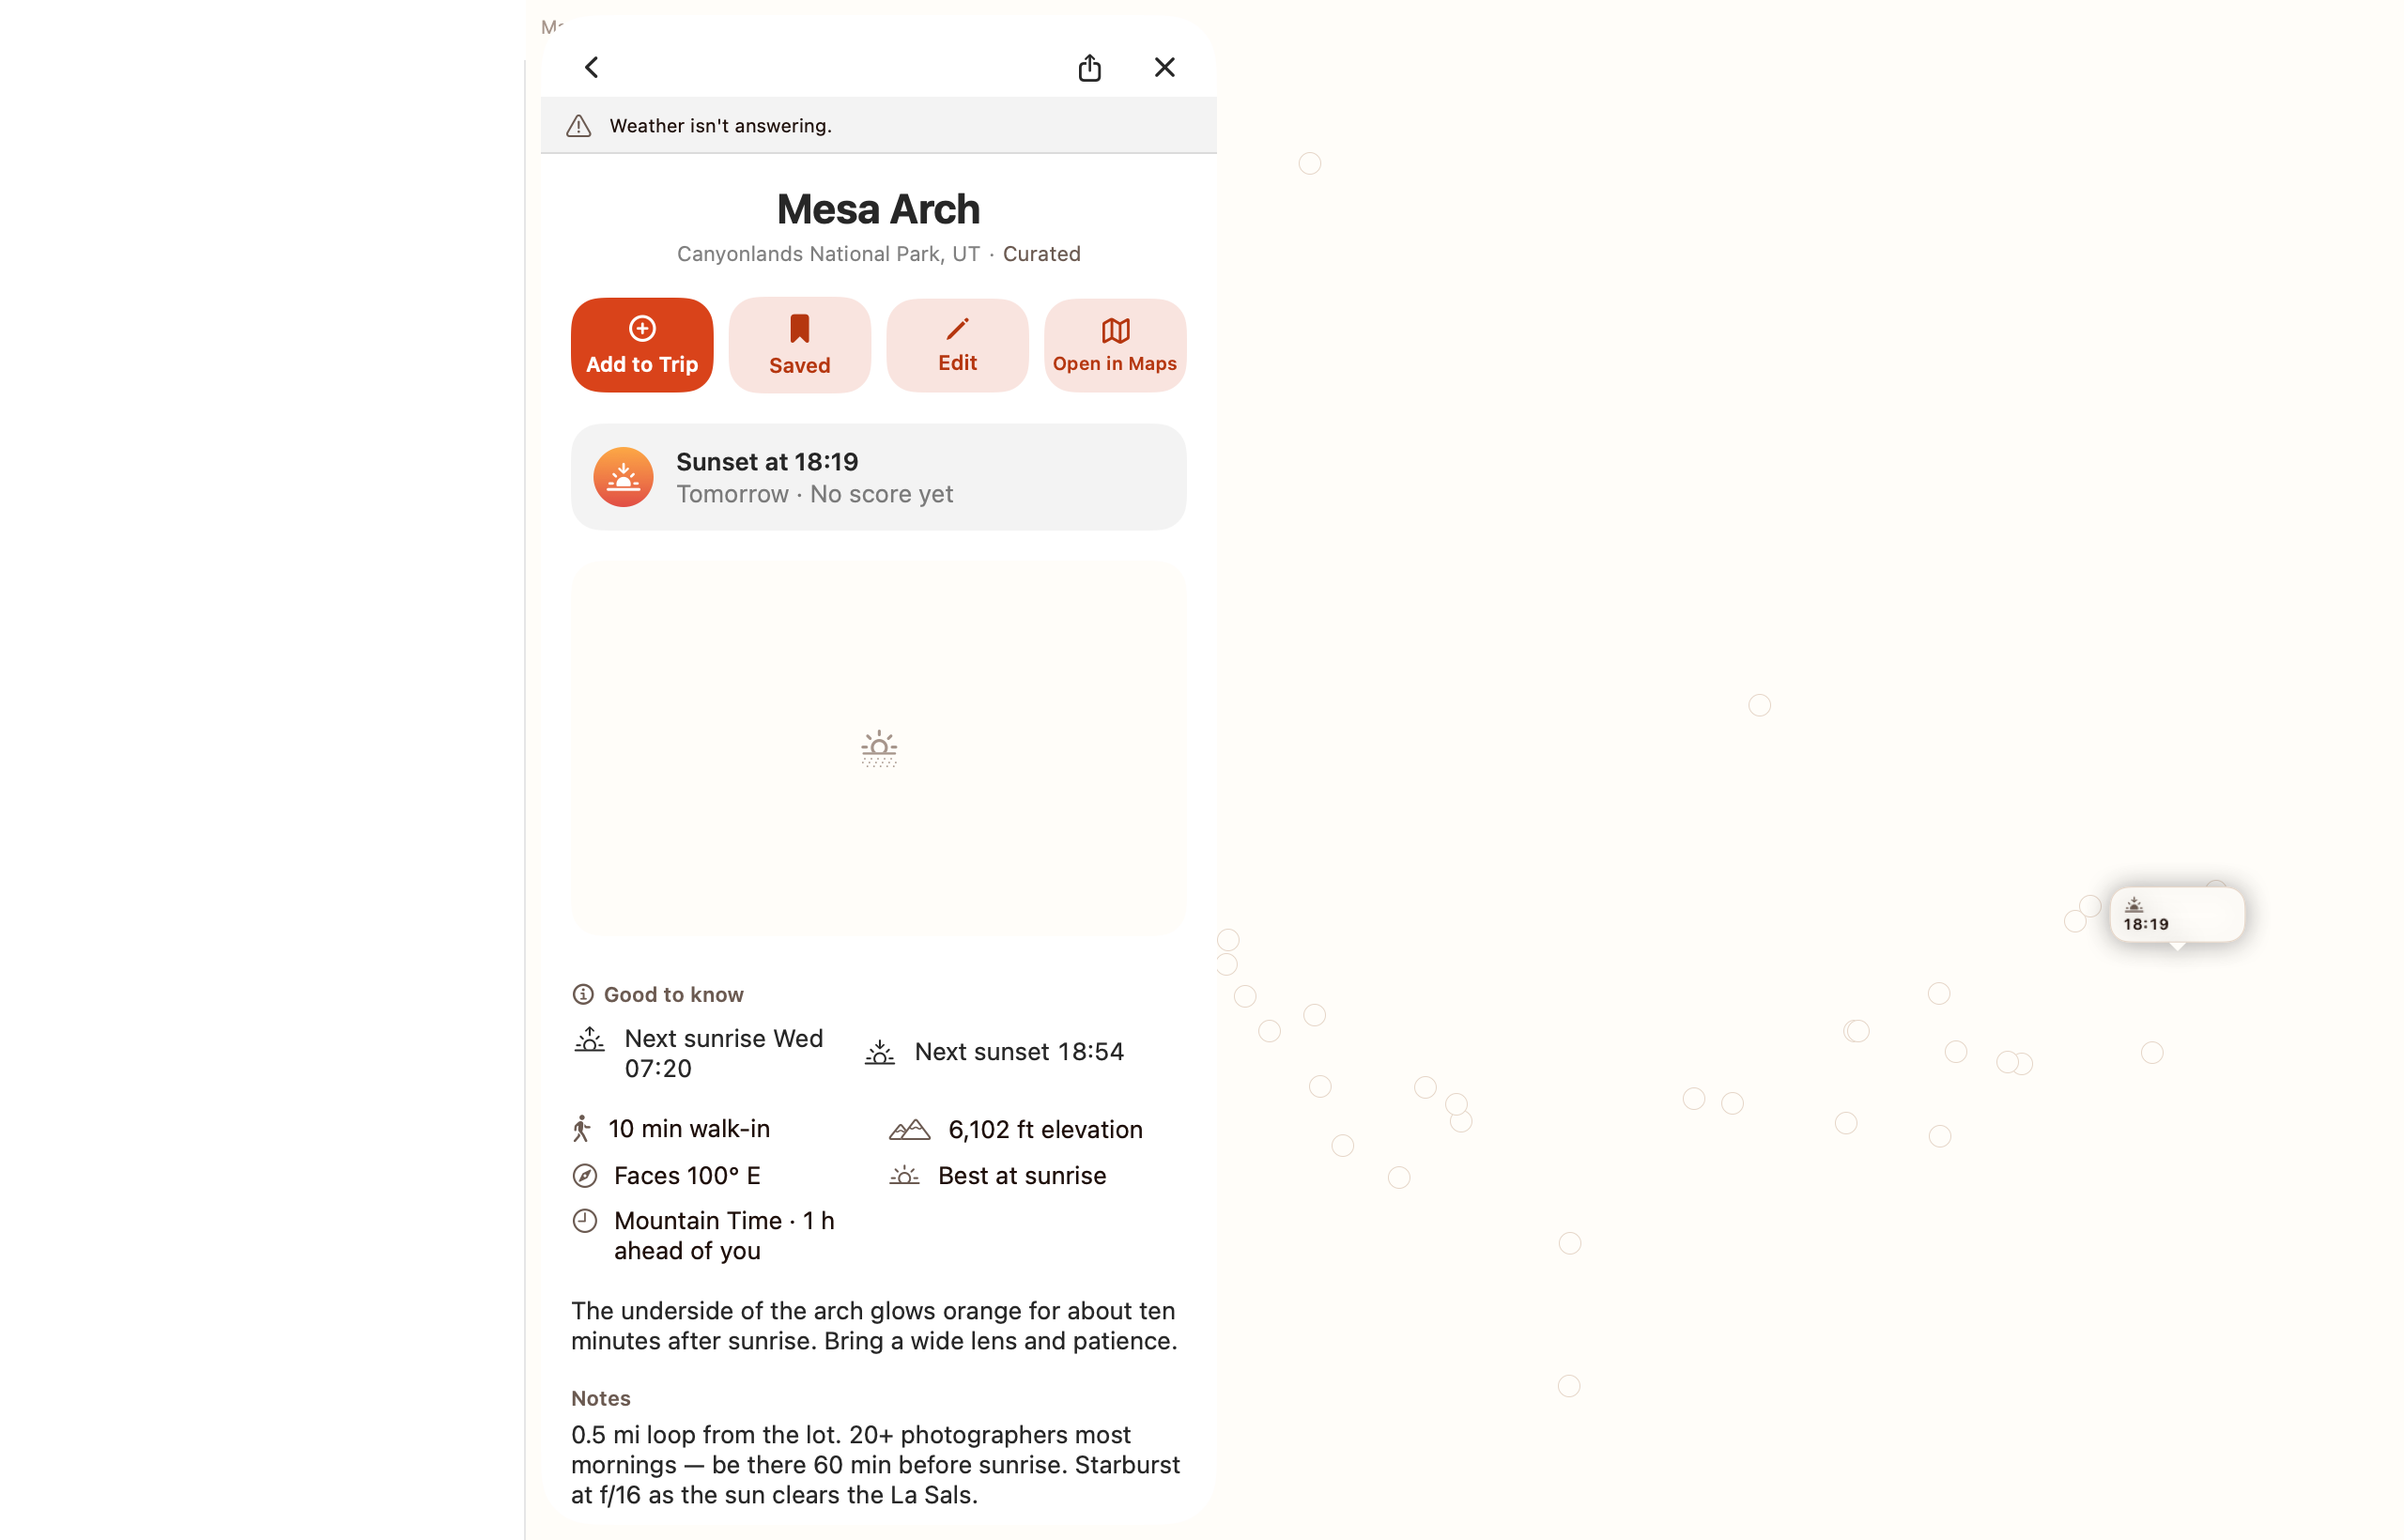 Weather isn't answering.
Mesa Arch
Canyonlands National Park, UT · Curated
Add to Trip
Saved
Edit
Open in Maps
Sunset at 18:19
Tomorrow · No score yet
Good to know
Next sunrise Wed
07:20
Next sunset 18:54
10 min walk-in
6,102 ft elevation
Faces 100° E
Best at sunrise
Mountain Time · 1 h
ahead of you
The underside of the arch glows orange for about ten
minutes after sunrise. Bring a wide lens and patience.
Notes
0.5 mi loop from the lot. 20+ photographers most
mornings — be there 60 min before sunrise. Starburst
at f/16 as the sun clears the La Sals.
18:19